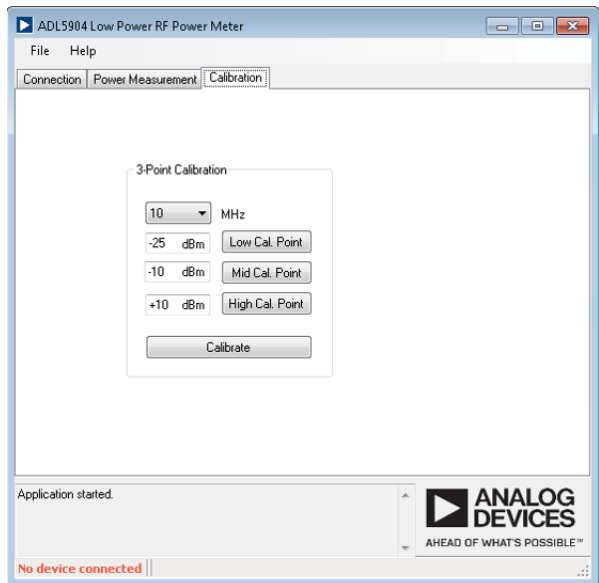 ADL5904 Low Power RF Power Meter
File Help
Connection Power Measurement Calibration
3-Point Calibration
10 MHz
-25 dBm Low Cal. Point
-10 dBm Mid Cal. Point
+10 dBm High Cal. Point
Calibrate
Application started.
ANALOG
DEVICES
AHEAD OF WHAT'S POSSIBLE™
No device connected